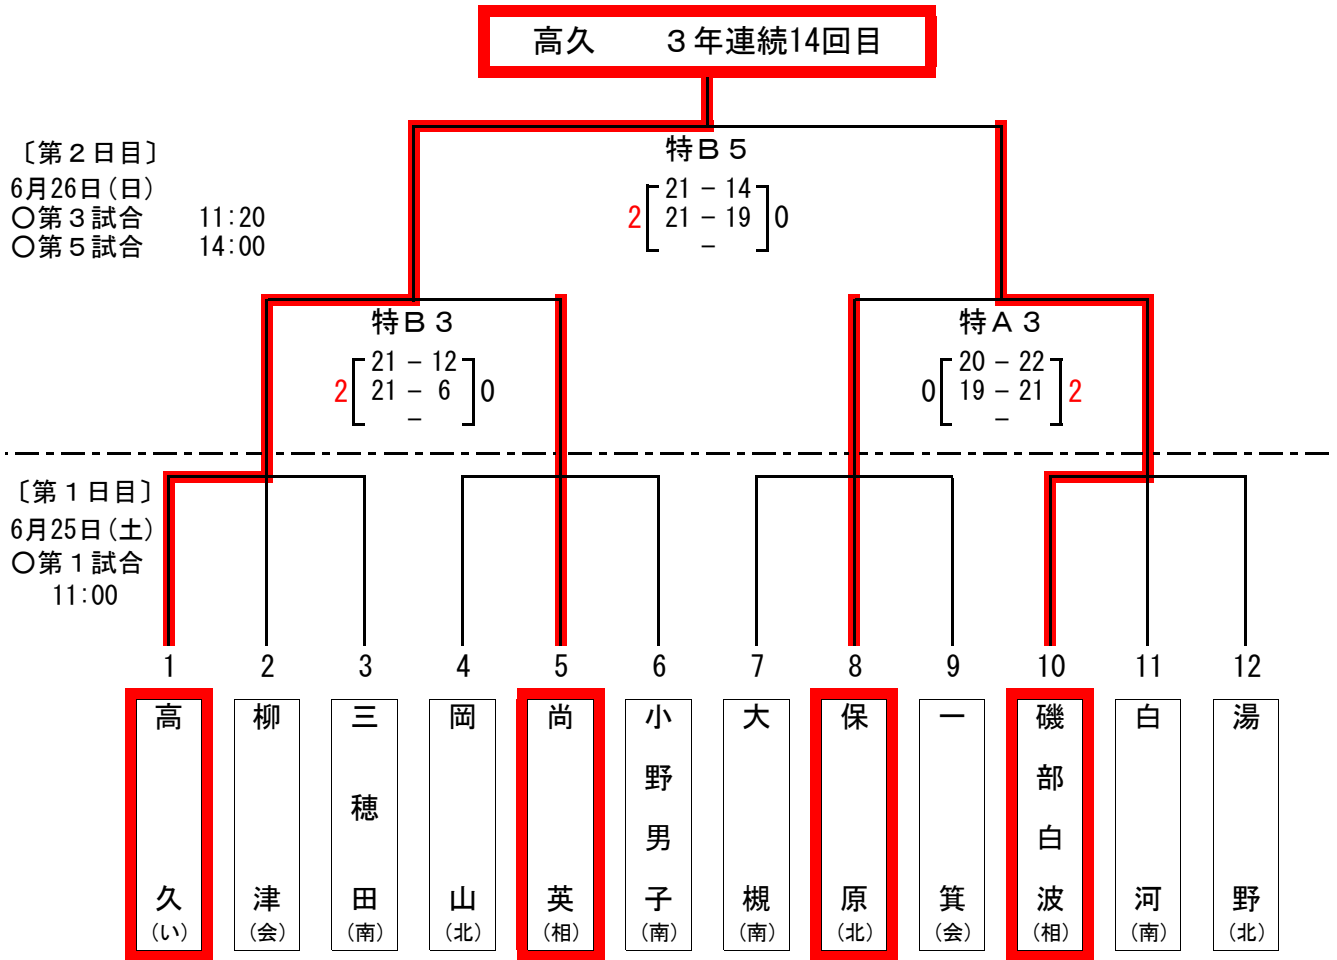 高久　　３年連続14回目
〔第２日目〕
6月26日(日)
〇第３試合　　11:20
〇第５試合　　14:00
特Ｂ５
21 − 14
2 21 − 19 0
−
特Ｂ３
21 − 12
2 21 − 6 0
−
特Ａ３
20 − 22
0 19 − 21 2
−
〔第１日目〕
6月25日(土)
〇第１試合
11:00
1 2 3 4 5 6 7 8 9 10 11 12
高久(い)
柳津(会)
三穂田(南)
岡山(北)
尚英(相)
小野男子(南)
大槻(南)
保原(北)
一箕(会)
磯部白波(相)
白河(南)
湯野(北)